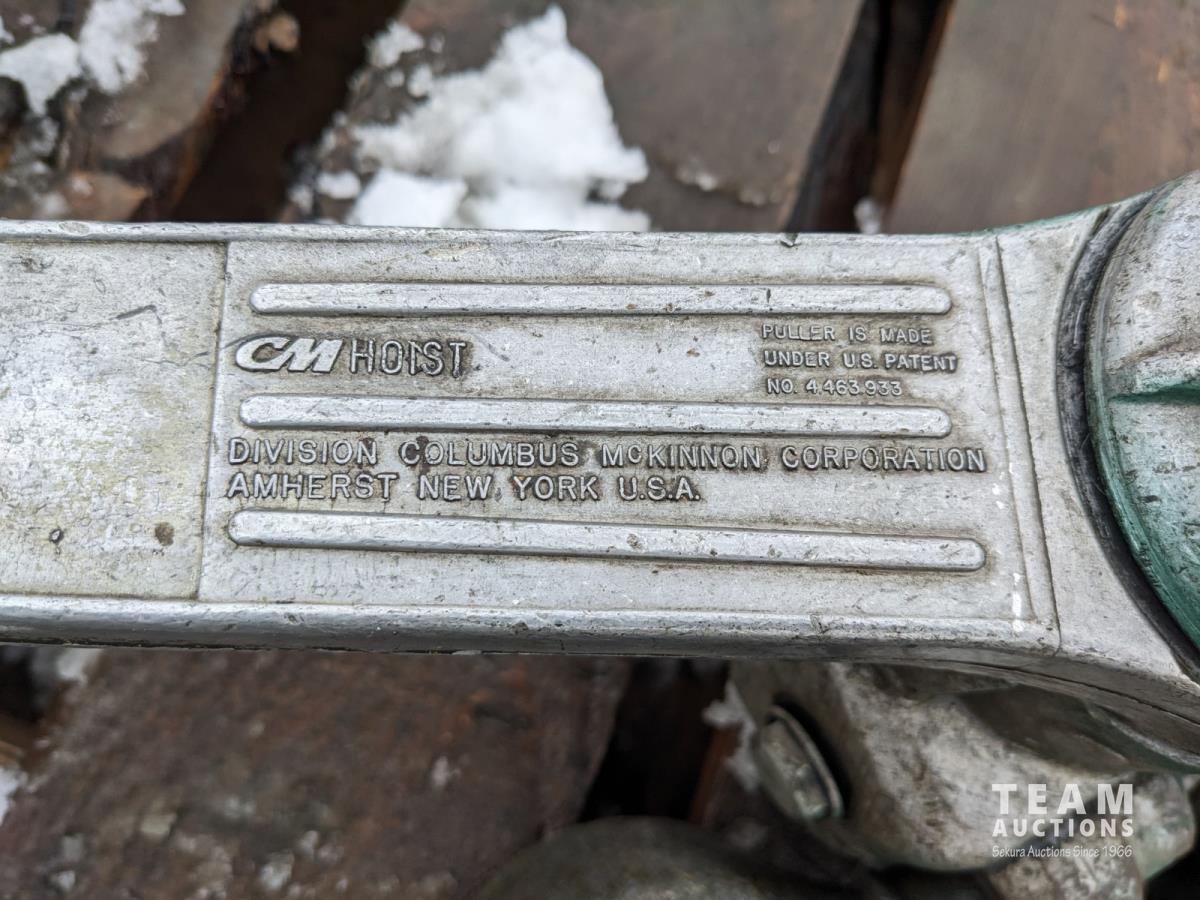 CM HOIST
PULLER IS MADE
UNDER U.S. PATENT
NO. 4.463.933
DIVISION COLUMBUS McKINNON CORPORATION
AMHERST NEW YORK U.S.A.
TEAM
AUCTIONS
Sekura Auctions Since 1966